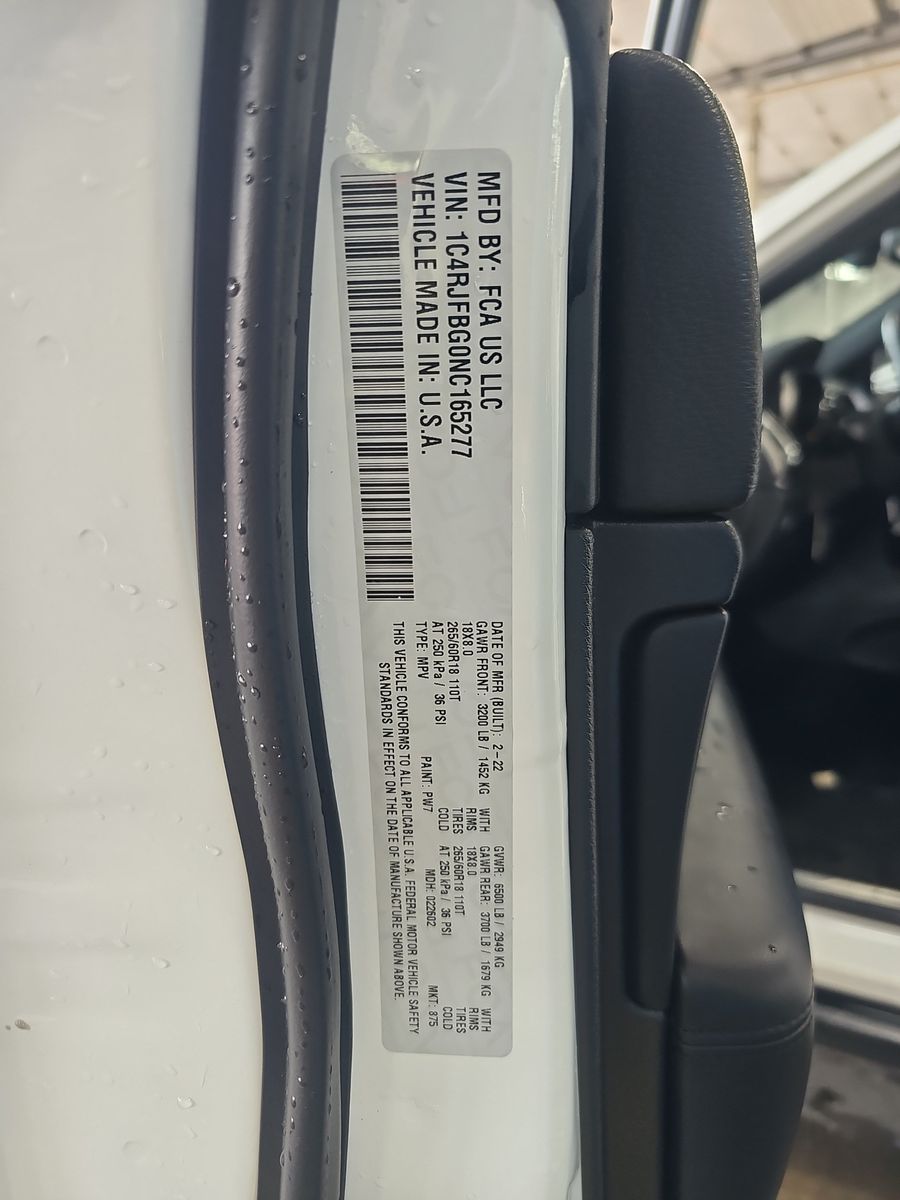 MFD BY: FCA US LLC
VIN: 1C4RJFBG0NC165277
VEHICLE MADE IN: U.S.A.
DATE OF MFR (BUILT): 2-22 GVWR: 6500 LB / 2949 KG
GAWR FRONT: 3200 LB / 1452 KG WITH GAWR REAR: 3700 LB / 1679 KG WITH
18X8.0 RIMS 18X8.0 RIMS
265/60R18 110T TIRES 265/60R18 110T TIRES
AT 250 kPa / 36 PSI COLD AT 250 kPa / 36 PSI COLD
TYPE: MPV PAINT: PW7 MDH: 022602 MKT: 875
THIS VEHICLE CONFORMS TO ALL APPLICABLE U.S.A. FEDERAL MOTOR VEHICLE SAFETY
STANDARDS IN EFFECT ON THE DATE OF MANUFACTURE SHOWN ABOVE.